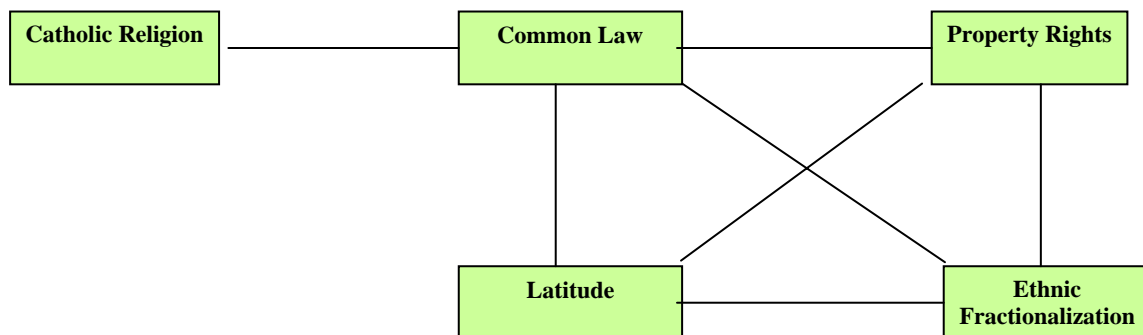 Catholic Religion
Common Law
Property Rights
Latitude
Ethnic
Fractionalization